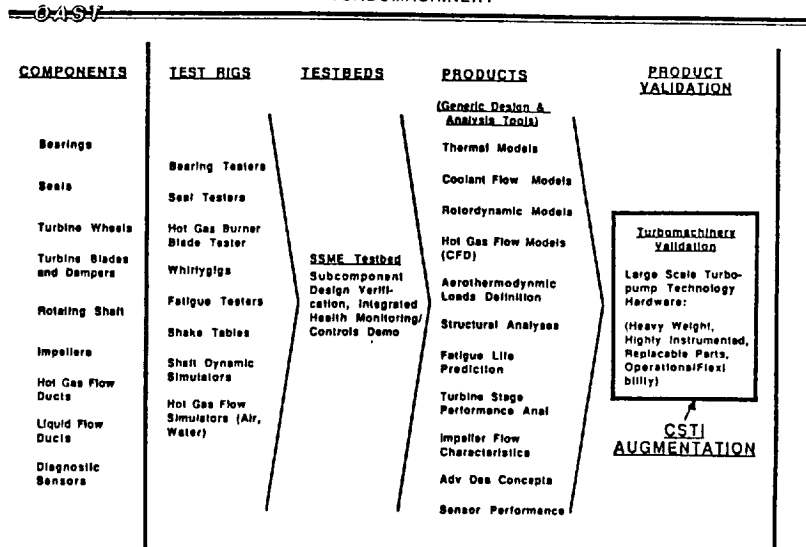 OAST
COMPONENTS
Bearings
Seals
Turbine Wheels
Turbine Blades
and Dampers
Rotating Shaft
Impellers
Hot Gas Flow
Ducts
Liquid Flow
Ducts
Diagnostic
Sensors
TEST RIGS
Bearing Testers
Seal Testers
Hot Gas Burner
Blade Tester
Whirlygigs
Fatigue Testers
Shake Tables
Shaft Dynamic
Simulators
Hot Gas Flow
Simulators (Air,
Water)
TESTBEDS
SSME Testbed
Subcomponent
Design Verifi-
cation, Integrated
Health Monitoring/
Controls Demo
PRODUCTS
(Generic Design &
Analysis Tools)
Thermal Models
Coolant Flow Models
Rotordynamic Models
Hot Gas Flow Models
(CFD)
Aerothermodynmic
Loads Definition
Structural Analyses
Fatigue Life
Prediction
Turbine Stage
Performance Anal
Impeller Flow
Characteristics
Adv Des Concepts
Sensor Performance
PRODUCT
VALIDATION
Turbomachinery
Validation
Large Scale Turbo-
pump Technology
Hardware:
(Heavy Weight,
Highly Instrumented,
Replacable Parts,
Operational Flexi
bility)
CSTI
AUGMENTATION